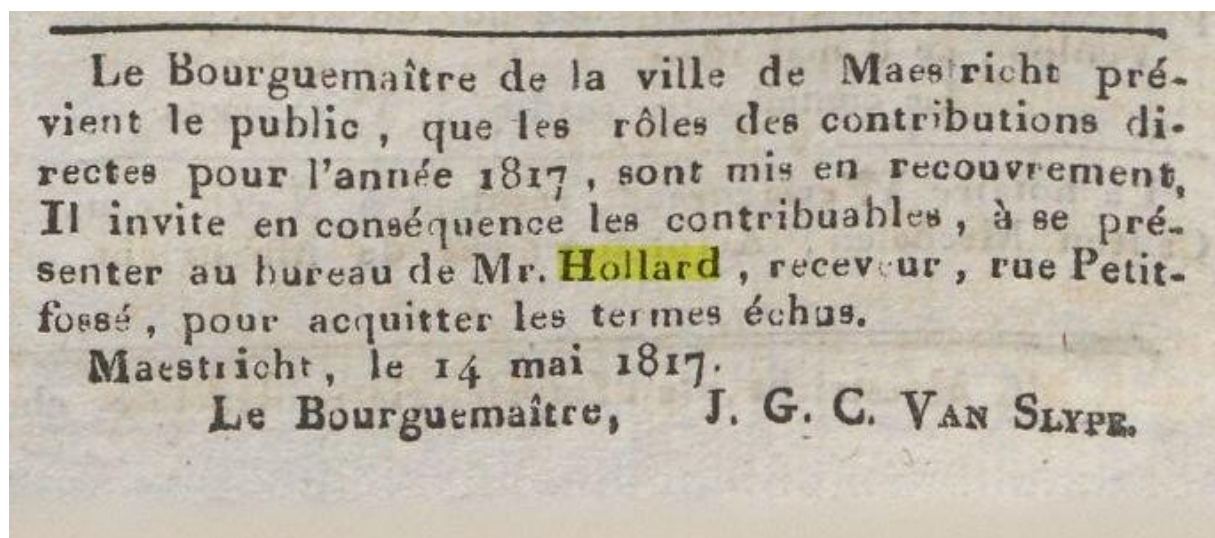 Le Bourguemaître de la ville de Maestricht pré-
vient le public, que les rôles des contributions di-
rectes pour l'année 1817, sont mis en recouvrement,
Il invite en conséquence les contribuables, à se pré-
senter au bureau de Mr. Hollard, receveur, rue Petit-
fossé, pour acquitter les termes échus.
Maestricht, le 14 mai 1817.
Le Bourguemaître, J. G. C. VAN SLYPE.